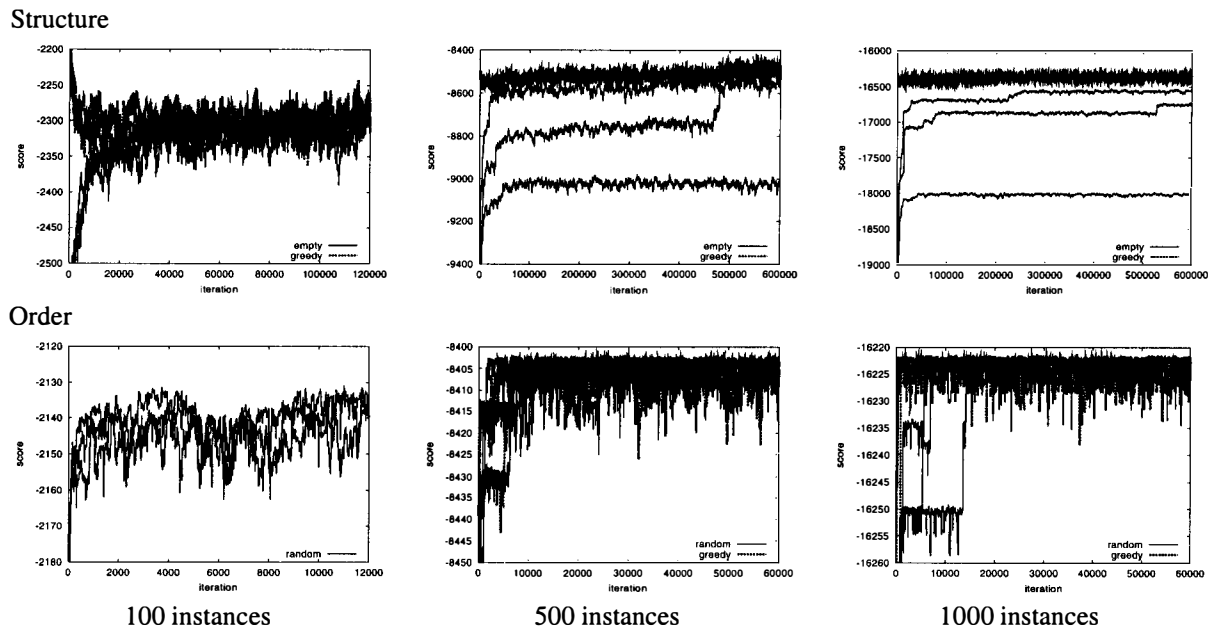 Structure
-2200
-2250
-2300
-2350
-2400
-2450
-2500
score
empty
greedy
0 20000 40000 60000 80000 100000 120000
iteration
-8400
-8600
-8800
-9000
-9200
-9400
score
empty
greedy
0 100000 200000 300000 400000 500000 600000
iteration
-16000
-16500
-17000
-17500
-18000
-18500
-19000
score
empty
greedy
0 100000 200000 300000 400000 500000 600000
iteration
Order
-2120
-2130
-2140
-2150
-2160
-2170
-2180
score
random
0 2000 4000 6000 8000 10000 12000
iteration
-8400
-8405
-8410
-8415
-8420
-8425
-8430
-8435
-8440
-8445
-8450
score
random
greedy
0 10000 20000 30000 40000 50000 60000
iteration
-16220
-16225
-16230
-16235
-16240
-16245
-16250
-16255
-16260
score
random
greedy
0 10000 20000 30000 40000 50000 60000
iteration
100 instances
500 instances
1000 instances